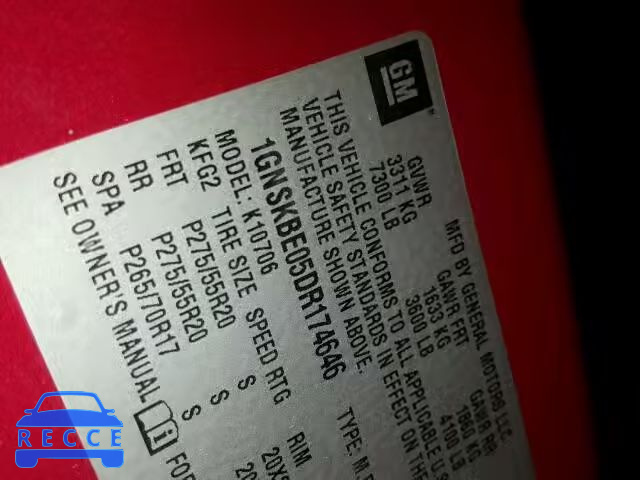 GM
MFD BY GENERAL MOTORS LLC
GVWR GAWR FRT GAWR RR
3311 KG 1633 KG 1860 KG
7300 LB 3600 LB 4100 LB
THIS VEHICLE CONFORMS TO ALL APPLICABLE U.S.
VEHICLE SAFETY STANDARDS IN EFFECT ON THE
MANUFACTURE SHOWN ABOVE.
1GNSKBE05DR174646 TYPE: M.
MODEL: K10706
KFG2 TIRE SIZE SPEED RTG RIM
FRT P275/55R20 S
RR P275/55R20 S
SPA P265/70R17 S
SEE OWNER'S MANUAL i FOR
RECCE